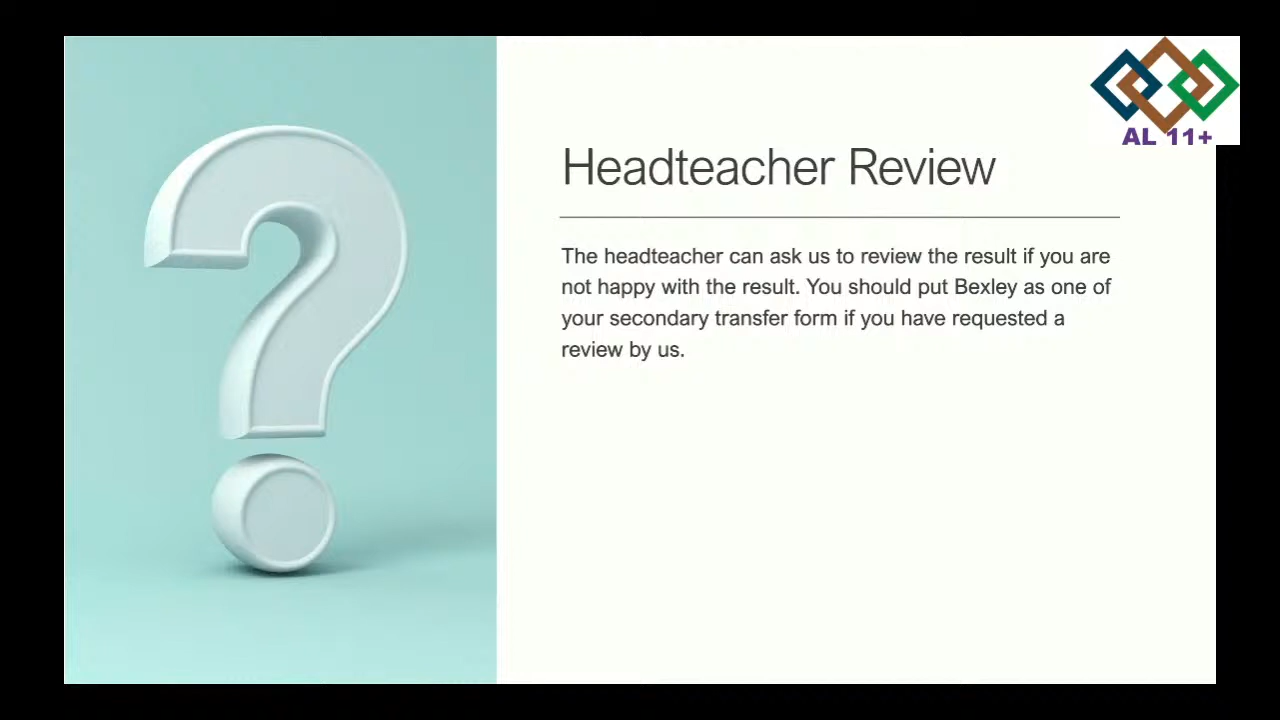 AL 11+
Headteacher Review
The headteacher can ask us to review the result if you are
not happy with the result. You should put Bexley as one of
your secondary transfer form if you have requested a
review by us.